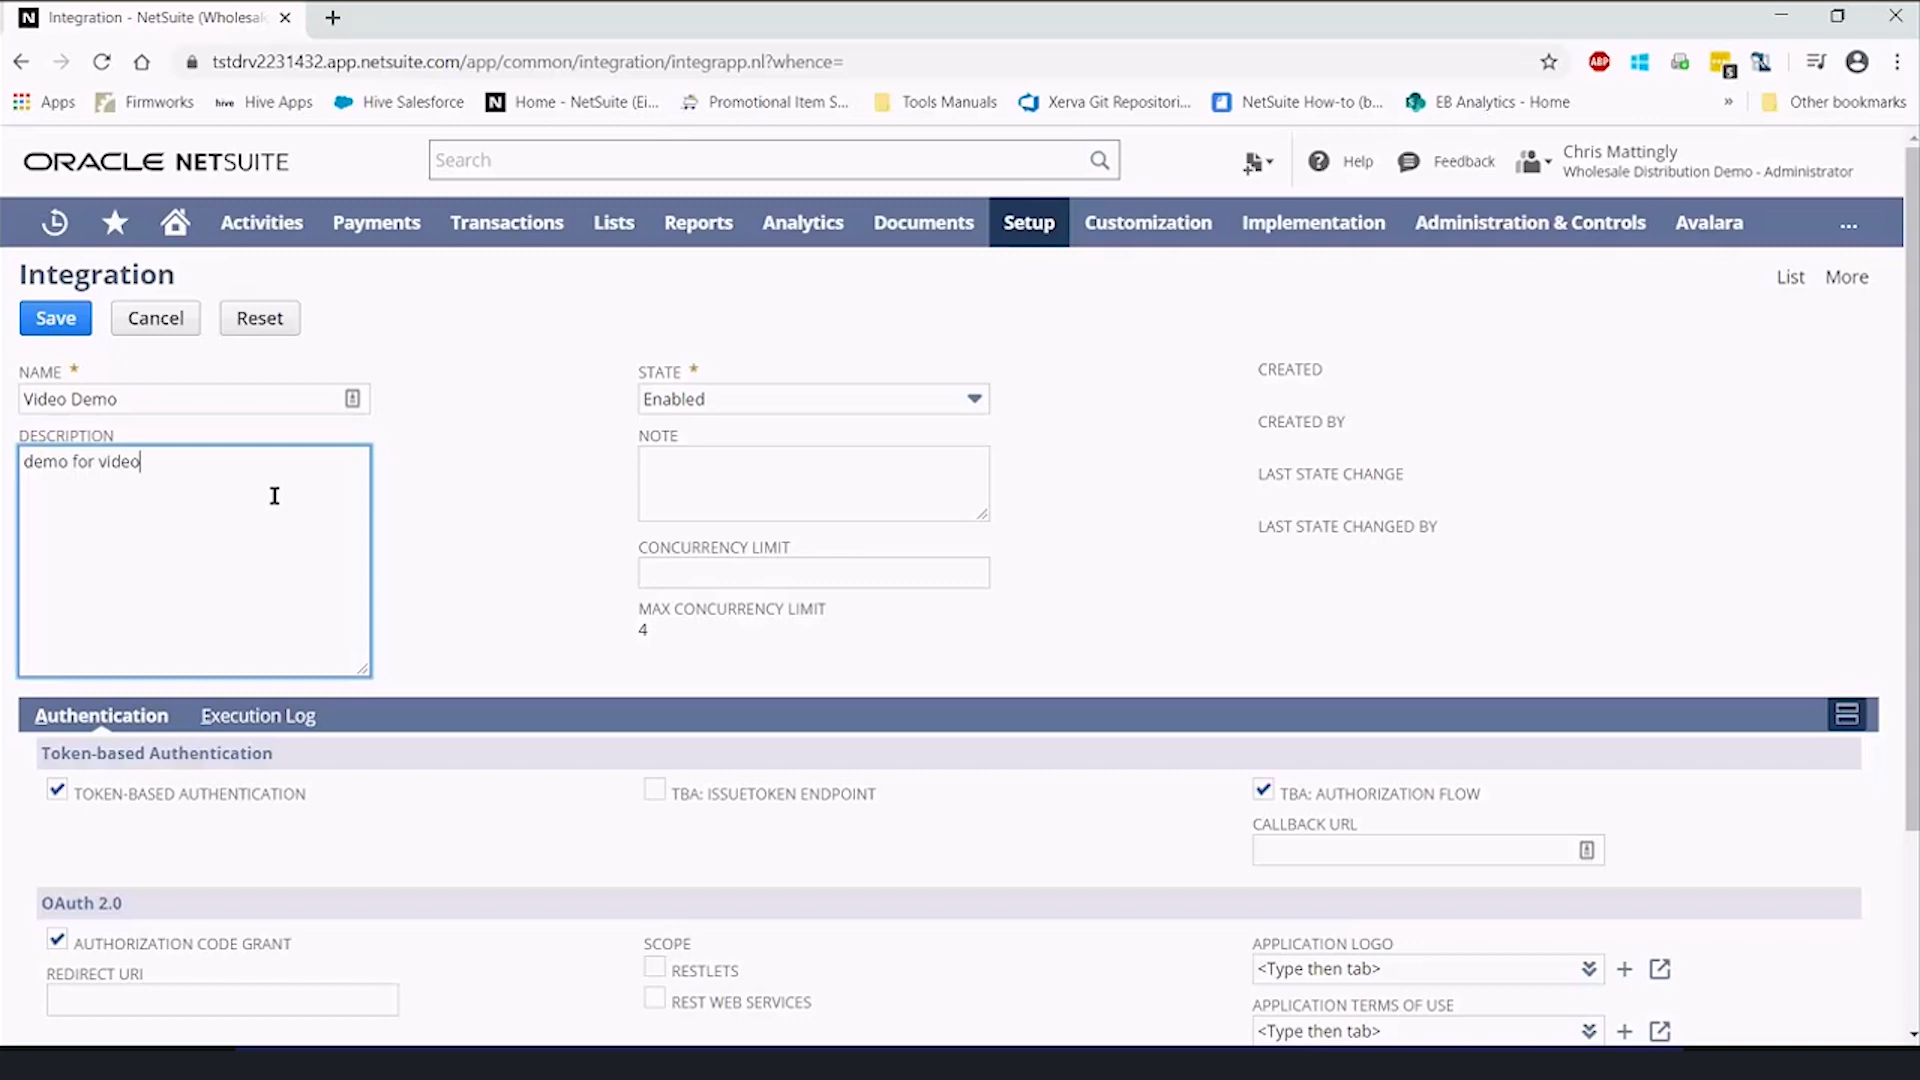 Integration - NetSuite (Wholesale
tstdrv2231432.app.netsuite.com/app/common/integration/integrapp.nl?whence=
ABP
Apps Firmworks hive Hive Apps Hive Salesforce N Home - NetSuite (Ei... Promotional Item S... Tools Manuals Xerva Git Repositori... NetSuite How-to (b... EB Analytics - Home » Other bookmarks
ORACLE NETSUITE
Search
Help
Feedback
Chris Mattingly
Wholesale Distribution Demo - Administrator
Activities Payments Transactions Lists Reports Analytics Documents Setup Customization Implementation Administration & Controls Avalara ...
Integration
List More
Save Cancel Reset
NAME *
Video Demo
DESCRIPTION
demo for video
STATE *
Enabled
NOTE
CONCURRENCY LIMIT
MAX CONCURRENCY LIMIT
4
CREATED
CREATED BY
LAST STATE CHANGE
LAST STATE CHANGED BY
Authentication Execution Log
Token-based Authentication
TOKEN-BASED AUTHENTICATION
TBA: ISSUETOKEN ENDPOINT
TBA: AUTHORIZATION FLOW
CALLBACK URL
OAuth 2.0
AUTHORIZATION CODE GRANT
REDIRECT URI
SCOPE
RESTLETS
REST WEB SERVICES
APPLICATION LOGO
<Type then tab>
APPLICATION TERMS OF USE
<Type then tab>